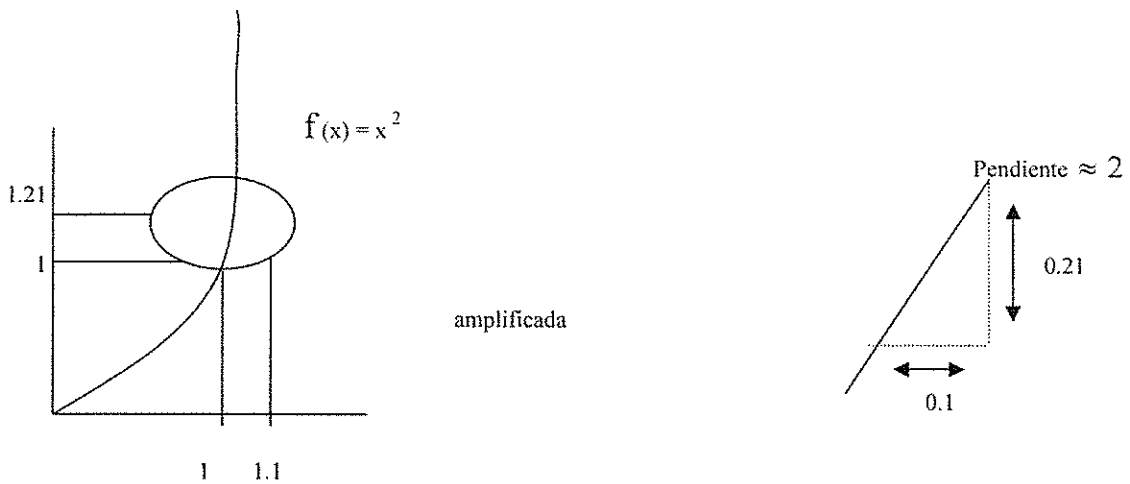 f(x) = x²
Pendiente ≈ 2
1.21
1
0.21
amplificada
0.1
1 1.1